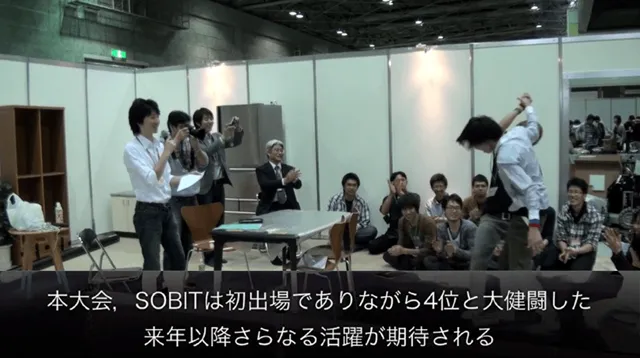 本大会，SOBITは初出場でありながら4位と大健闘した
来年以降さらなる活躍が期待される